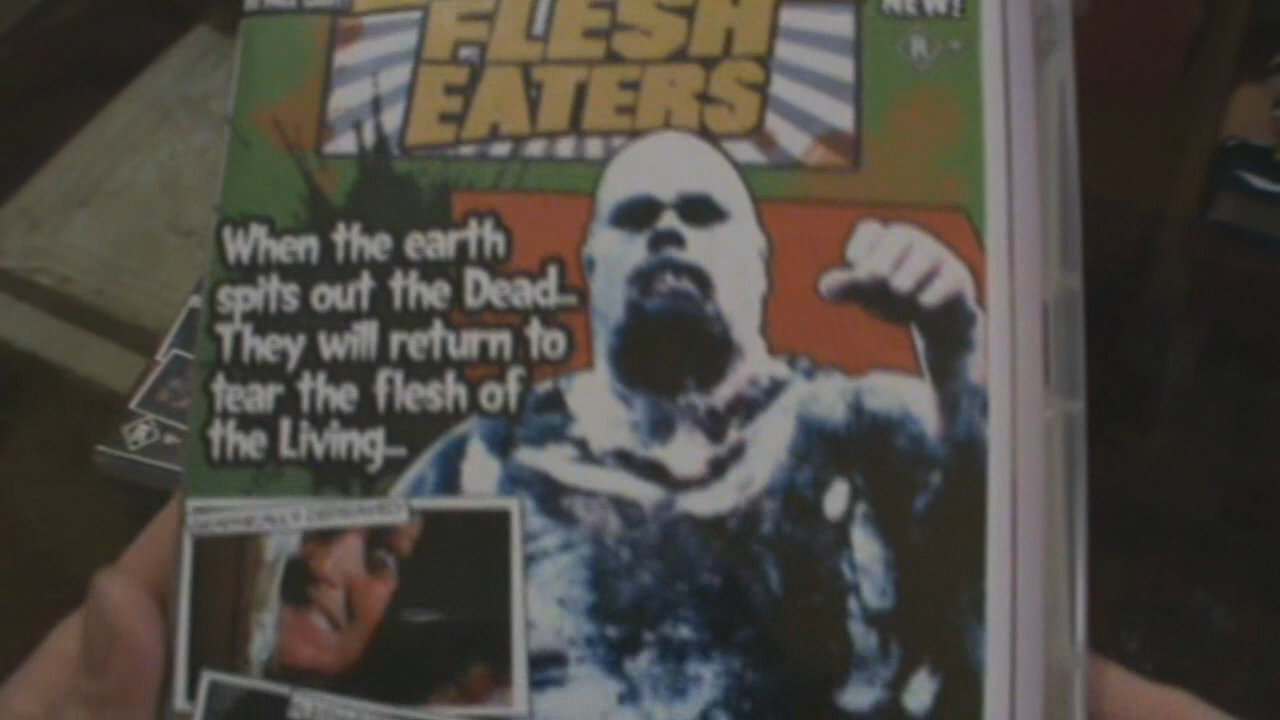 FLESH
EATERS
NEW!
R
When the earth
spits out the Dead...
They will return to
tear the flesh of
the Living...
R